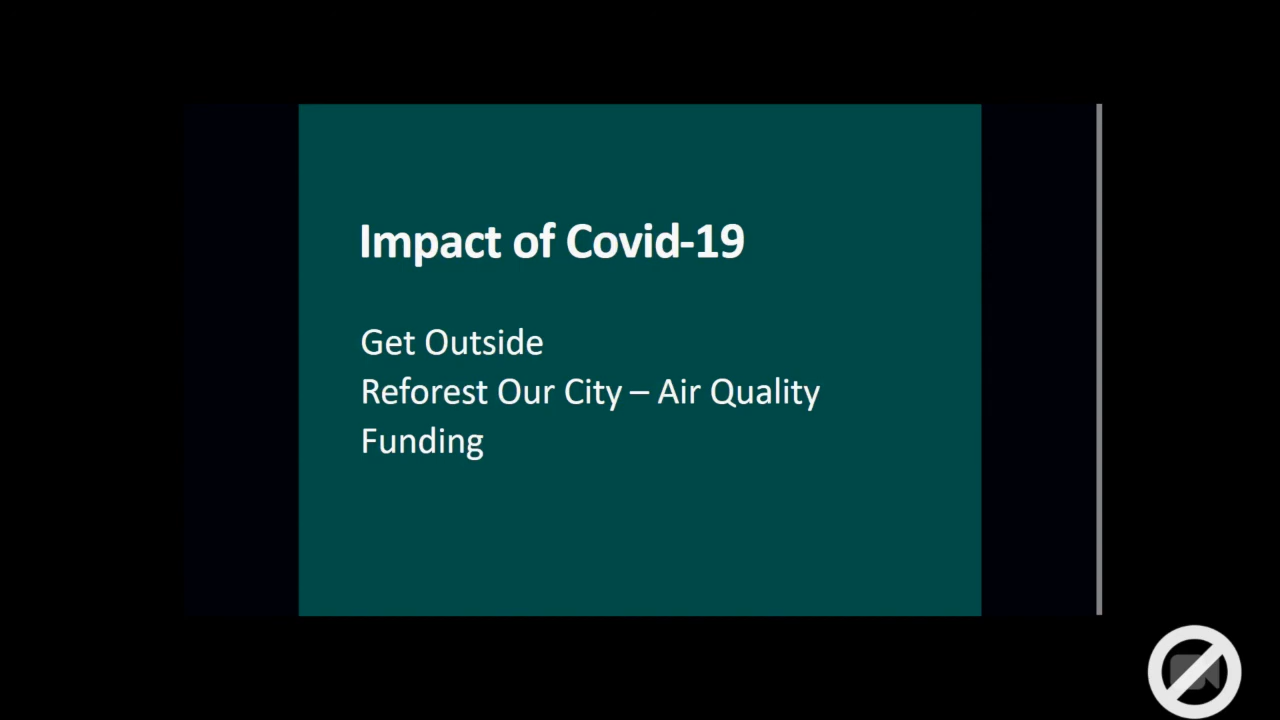 Impact of Covid-19
Get Outside
Reforest Our City – Air Quality
Funding